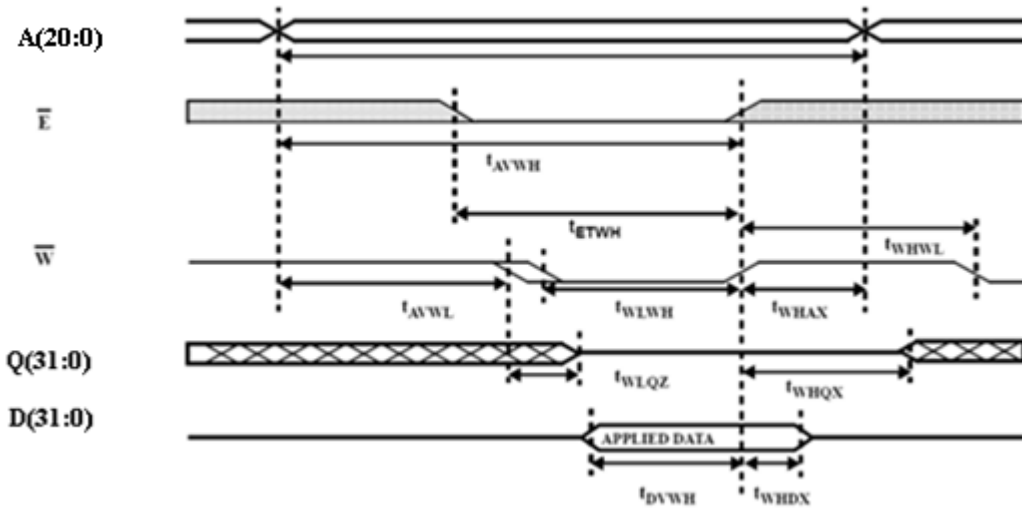 A(20:0)
E
tAVWH
tETWH
tWHWL
W
tAVWL
tWLWH
tWHAX
Q(31:0)
tWLQZ
tWHQX
D(31:0)
APPLIED DATA
tDVWH
tWHDX